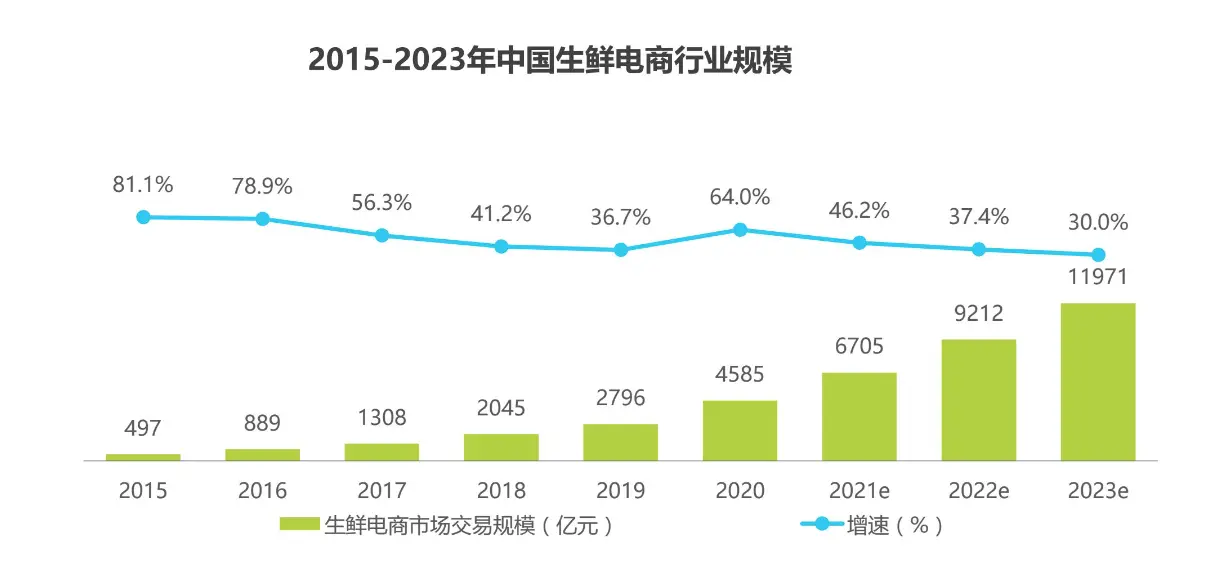 2015-2023年中国生鲜电商行业规模
81.1% 78.9% 56.3% 41.2% 36.7% 64.0% 46.2% 37.4% 30.0%
497 889 1308 2045 2796 4585 6705 9212 11971
2015 2016 2017 2018 2019 2020 2021e 2022e 2023e
生鲜电商市场交易规模（亿元） 增速（%）